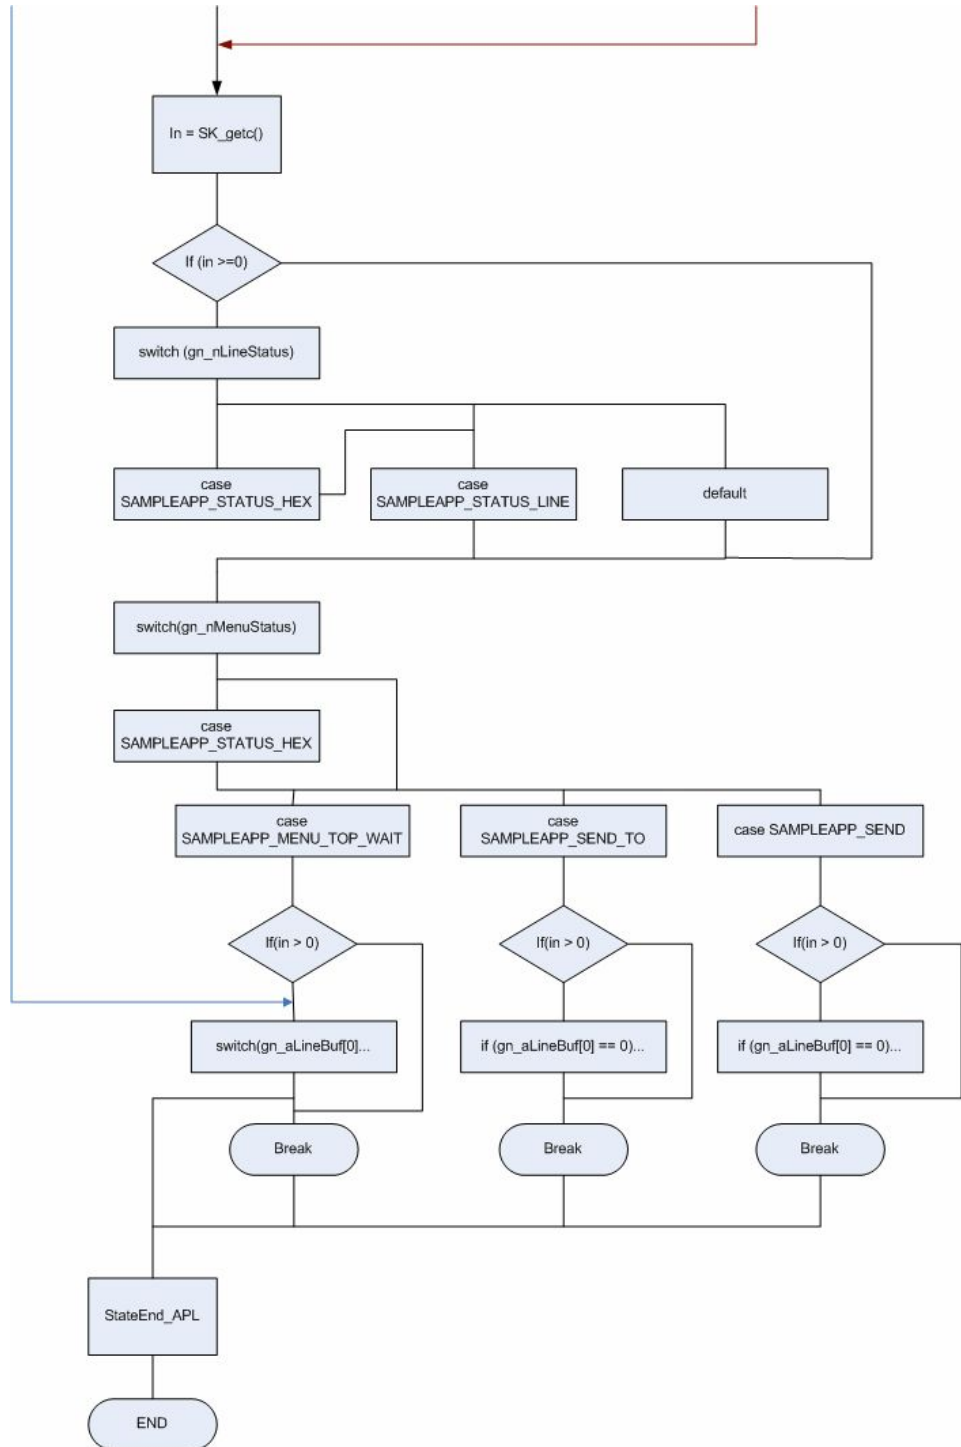 In = SK_getc()
If (in >=0)
switch (gn_nLineStatus)
case
SAMPLEAPP_STATUS_HEX
case
SAMPLEAPP_STATUS_LINE
default
switch(gn_nMenuStatus)
case
SAMPLEAPP_STATUS_HEX
case
SAMPLEAPP_MENU_TOP_WAIT
case
SAMPLEAPP_SEND_TO
case SAMPLEAPP_SEND
If(in > 0)
If(in > 0)
If(in > 0)
switch(gn_aLineBuf[0]...
if (gn_aLineBuf[0] == 0)...
if (gn_aLineBuf[0] == 0)...
Break
Break
Break
StateEnd_APL
END